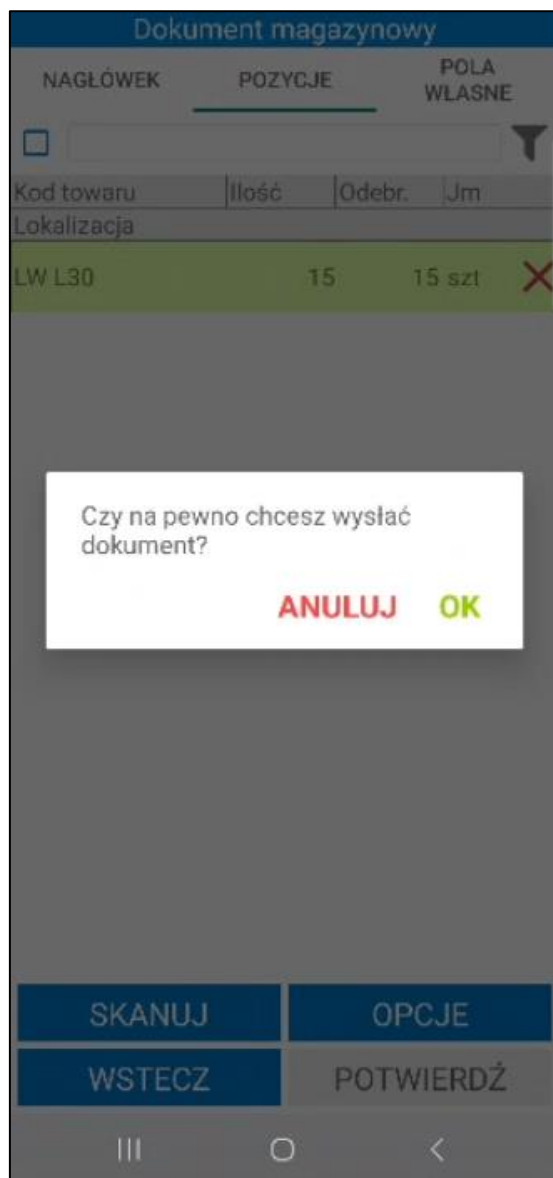 Dokument magazynowy
NAGŁÓWEK POZYCJE POLA WŁASNE
Kod towaru Ilość Odebr. Jm
Lokalizacja
LW L30 15 15 szt
Czy na pewno chcesz wysłać
dokument?
ANULUJ OK
SKANUJ OPCJE
WSTECZ POTWIERDŹ